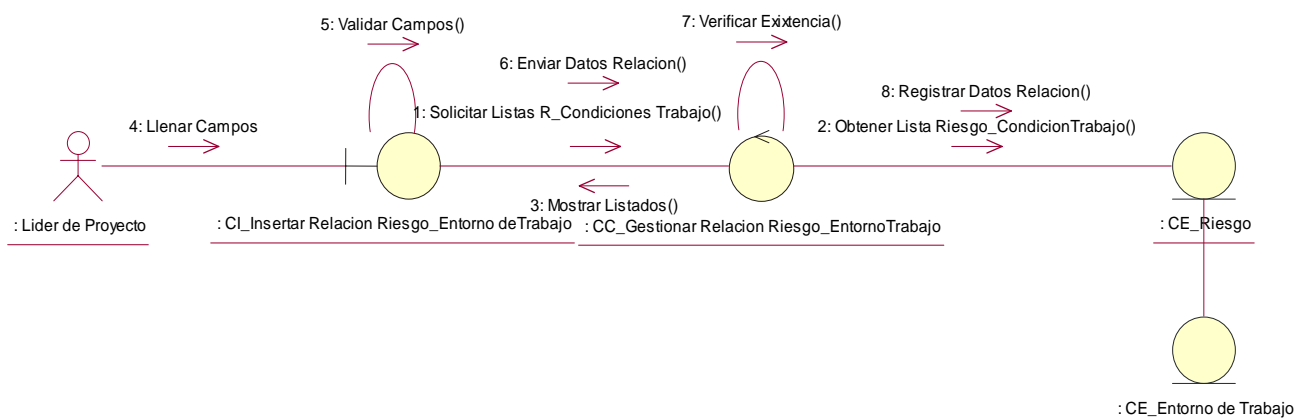 5: Validar Campos()
7: Verificar Exixtencia()
6: Enviar Datos Relacion()
8: Registrar Datos Relacion()
1: Solicitar Listas R_Condiciones Trabajo()
4: Llenar Campos
2: Obtener Lista Riesgo_CondicionTrabajo()
3: Mostrar Listados()
: Lider de Proyecto
: CI_Insertar Relacion Riesgo_Entorno deTrabajo
: CC_Gestionar Relacion Riesgo_EntornoTrabajo
: CE_Riesgo
: CE_Entorno de Trabajo